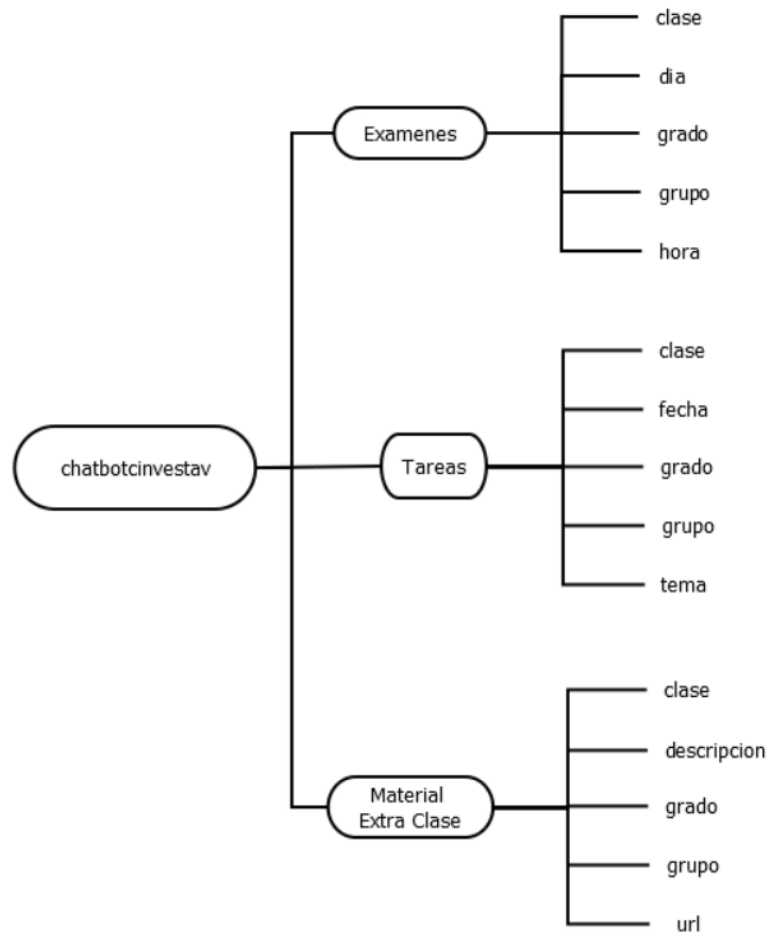 chatbotcinvestav
Examenes
clase
dia
grado
grupo
hora
Tareas
clase
fecha
grado
grupo
tema
Material
Extra Clase
clase
descripcion
grado
grupo
url